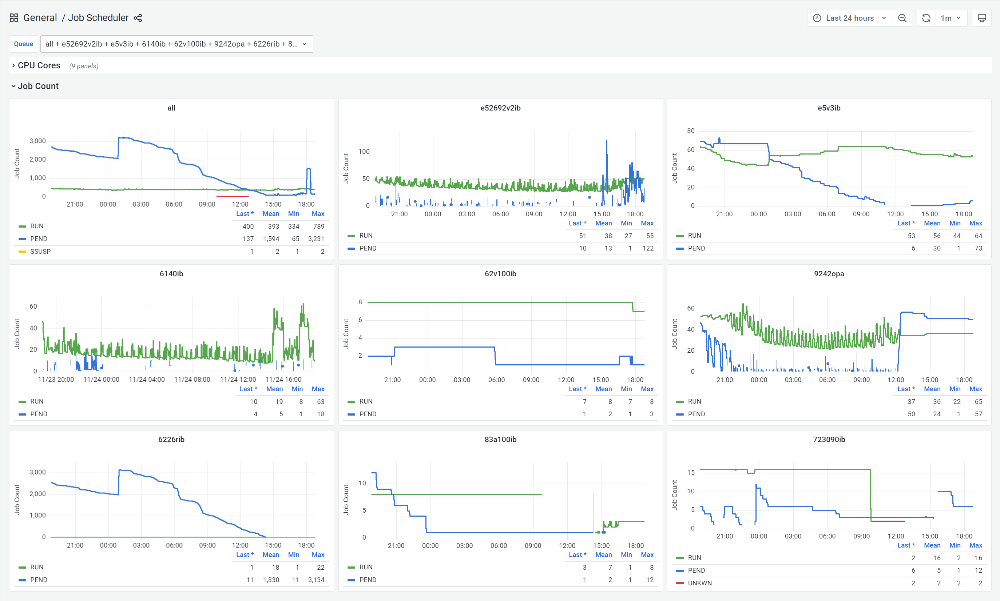 General / Job Scheduler
Last 24 hours
1m
Queue all + e52692v2ib + e5v3ib + 6140ib + 62v100ib + 9242opa + 6226rib + 8...
CPU Cores (9 panels)
Job Count
all
Job Count
3,000
2,000
1,000
0
21:00 00:00 03:00 06:00 09:00 12:00 15:00 18:00
Last * Mean Min Max
RUN 400 393 334 789
PEND 137 1,594 65 3,231
SSUSP 1 2 1 2
e52692v2ib
Job Count
100
50
0
21:00 00:00 03:00 06:00 09:00 12:00 15:00 18:00
Last * Mean Min Max
RUN 51 38 27 55
PEND 10 13 1 122
e5v3ib
Job Count
80
60
40
20
0
21:00 00:00 03:00 06:00 09:00 12:00 15:00 18:00
Last * Mean Min Max
RUN 53 56 44 64
PEND 6 30 1 73
6140ib
Job Count
60
40
20
0
11/23 20:00 11/24 00:00 11/24 04:00 11/24 08:00 11/24 12:00 11/24 16:00
Last * Mean Min Max
RUN 10 19 8 63
PEND 4 5 1 18
62v100ib
Job Count
8
6
4
2
21:00 00:00 03:00 06:00 09:00 12:00 15:00 18:00
Last * Mean Min Max
RUN 7 8 7 8
PEND 1 2 1 3
9242opa
Job Count
60
40
20
0
21:00 00:00 03:00 06:00 09:00 12:00 15:00 18:00
Last * Mean Min Max
RUN 37 36 22 65
PEND 50 24 1 57
6226rib
Job Count
3,000
2,000
1,000
0
21:00 00:00 03:00 06:00 09:00 12:00 15:00 18:00
Last * Mean Min Max
RUN 1 18 1 22
PEND 11 1,830 11 3,134
83a100ib
Job Count
10
5
0
21:00 00:00 03:00 06:00 09:00 12:00 15:00 18:00
Last * Mean Min Max
RUN 3 7 1 8
PEND 1 2 1 12
723090ib
Job Count
15
10
5
0
21:00 00:00 03:00 06:00 09:00 12:00 15:00 18:00
Last * Mean Min Max
RUN 2 16 2 16
PEND 6 5 1 12
UNKWN 2 2 2 2